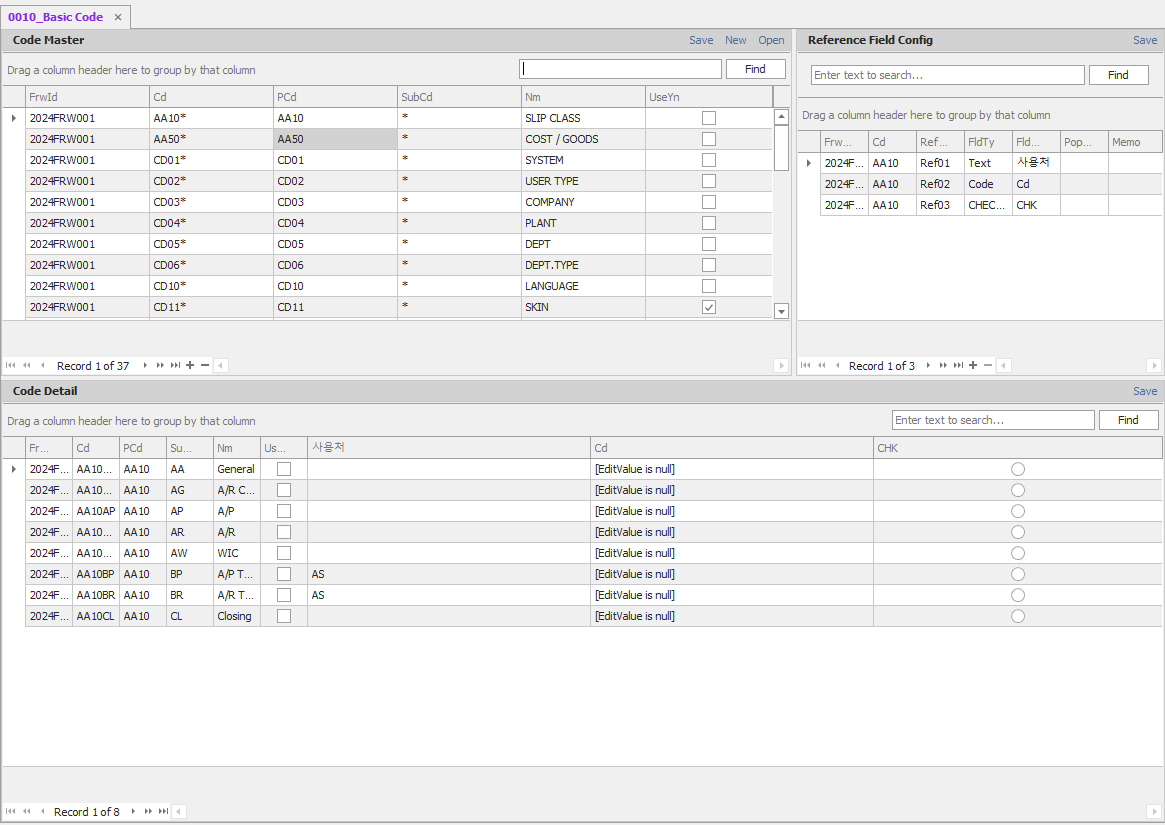 0010_Basic Code ×
Code Master Save New Open
Drag a column header here to group by that column Find
FrwId Cd PCd SubCd Nm UseYn
2024FRW001 AA10* AA10 * SLIP CLASS
2024FRW001 AA50* AA50 * COST / GOODS
2024FRW001 CD01* CD01 * SYSTEM
2024FRW001 CD02* CD02 * USER TYPE
2024FRW001 CD03* CD03 * COMPANY
2024FRW001 CD04* CD04 * PLANT
2024FRW001 CD05* CD05 * DEPT
2024FRW001 CD06* CD06 * DEPT.TYPE
2024FRW001 CD10* CD10 * LANGUAGE
2024FRW001 CD11* CD11 * SKIN
Record 1 of 37
Reference Field Config Save
Enter text to search... Find
Drag a column header here to group by that column
Frw... Cd Ref... FldTy Fld... Pop... Memo
2024F... AA10 Ref01 Text 사용처
2024F... AA10 Ref02 Code Cd
2024F... AA10 Ref03 CHEC... CHK
Record 1 of 3
Code Detail Save
Drag a column header here to group by that column Enter text to search... Find
Fr... Cd PCd Su... Nm Us... 사용처 Cd CHK
2024F... AA10... AA10 AA General [EditValue is null]
2024F... AA10... AA10 AG A/R C... [EditValue is null]
2024F... AA10AP AA10 AP A/P [EditValue is null]
2024F... AA10... AA10 AR A/R [EditValue is null]
2024F... AA10... AA10 AW WIC [EditValue is null]
2024F... AA10BP AA10 BP A/P T... AS [EditValue is null]
2024F... AA10BR AA10 BR A/R T... AS [EditValue is null]
2024F... AA10CL AA10 CL Closing [EditValue is null]
Record 1 of 8